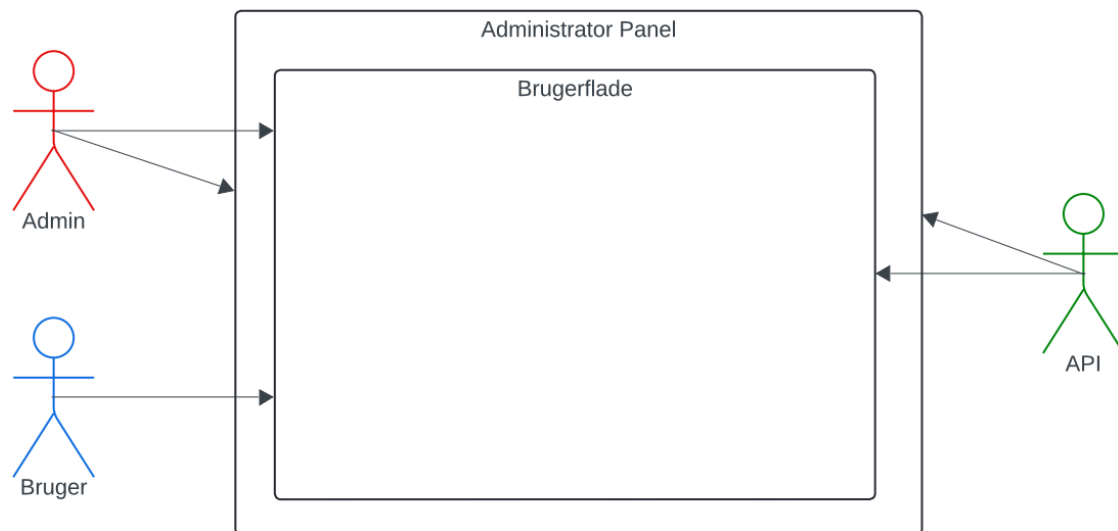 Administrator Panel
Brugerflade
Admin
Bruger
API